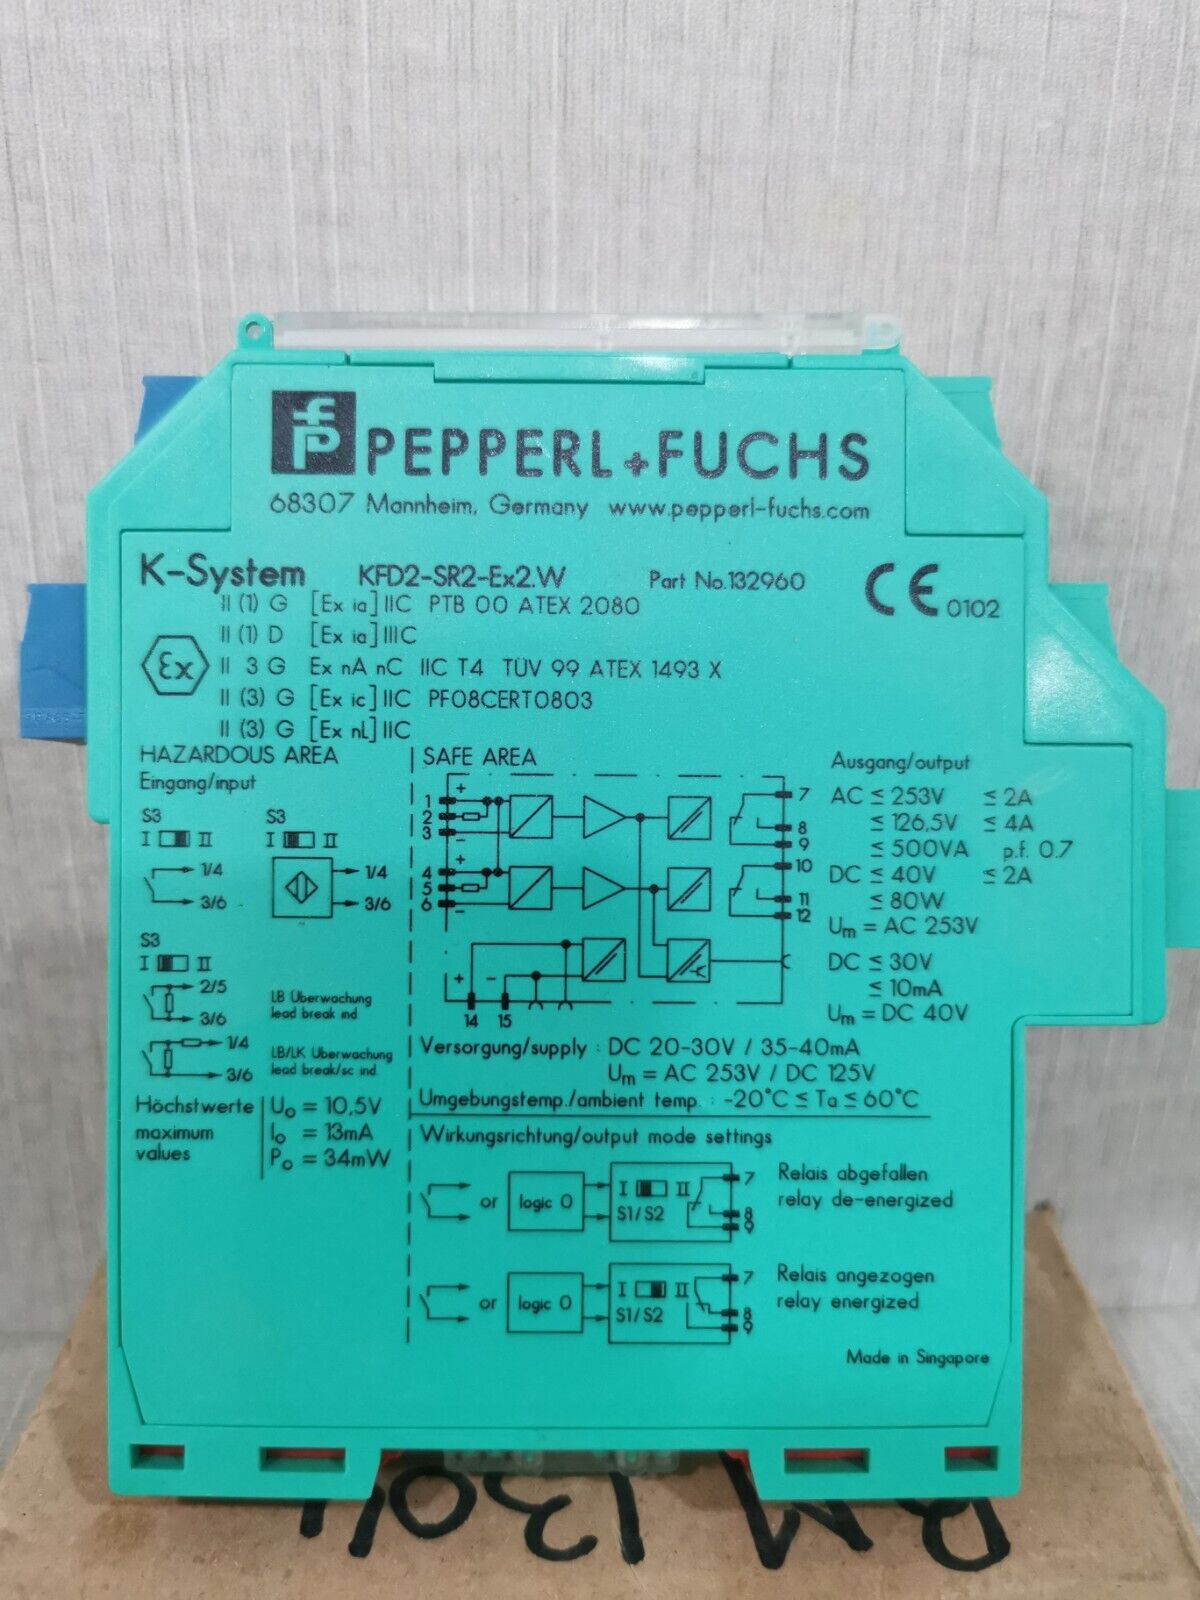 PEPPERL+FUCHS
68307 Mannheim, Germany www.pepperl-fuchs.com
K-System KFD2-SR2-Ex2.W Part No.132960
CE 0102
II (1) G [Ex ia] IIC PTB 00 ATEX 2080
II (1) D [Ex ia] IIIC
Ex
II 3 G Ex nA nC IIC T4 TÜV 99 ATEX 1493 X
II (3) G [Ex ic] IIC PF08CERT0803
II (3) G [Ex nL] IIC
HAZARDOUS AREA
Eingang/input
S3
I II
1/4
3/6
S3
I II
1/4
3/6
S3
I II
2/5
3/6
LB Überwachung
lead break ind
1/4
3/6
LB/LK Überwachung
lead break/sc ind.
Höchstwerte
maximum
values
Uo = 10,5V
Io = 13mA
Po = 34mW
SAFE AREA
1 +
2
3 -
4 +
5
6 -
7
8
9
10
11
12
+ -
14 15
Ausgang/output
AC ≤ 253V ≤ 2A
≤ 126,5V ≤ 4A
≤ 500VA p.f. 0.7
DC ≤ 40V ≤ 2A
≤ 80W
Um = AC 253V
DC ≤ 30V
≤ 10mA
Um = DC 40V
Versorgung/supply : DC 20-30V / 35-40mA
Um = AC 253V / DC 125V
Umgebungstemp./ambient temp. : -20°C ≤ Ta ≤ 60°C
Wirkungsrichtung/output mode settings
or logic 0
I II
S1/S2
7
8
9
Relais abgefallen
relay de-energized
or logic 0
I II
S1/S2
7
8
9
Relais angezogen
relay energized
Made in Singapore